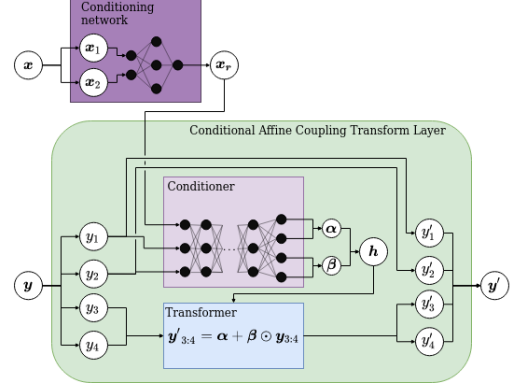 Conditioning
network
x
x₁
x₂
xᵣ
Conditional Affine Coupling Transform Layer
Conditioner
y
y₁
y₂
y₃
y₄
...
α
β
h
Transformer
y′₃:₄ = α + β ⊙ y₃:₄
y′₁
y′₂
y′₃
y′₄
y′